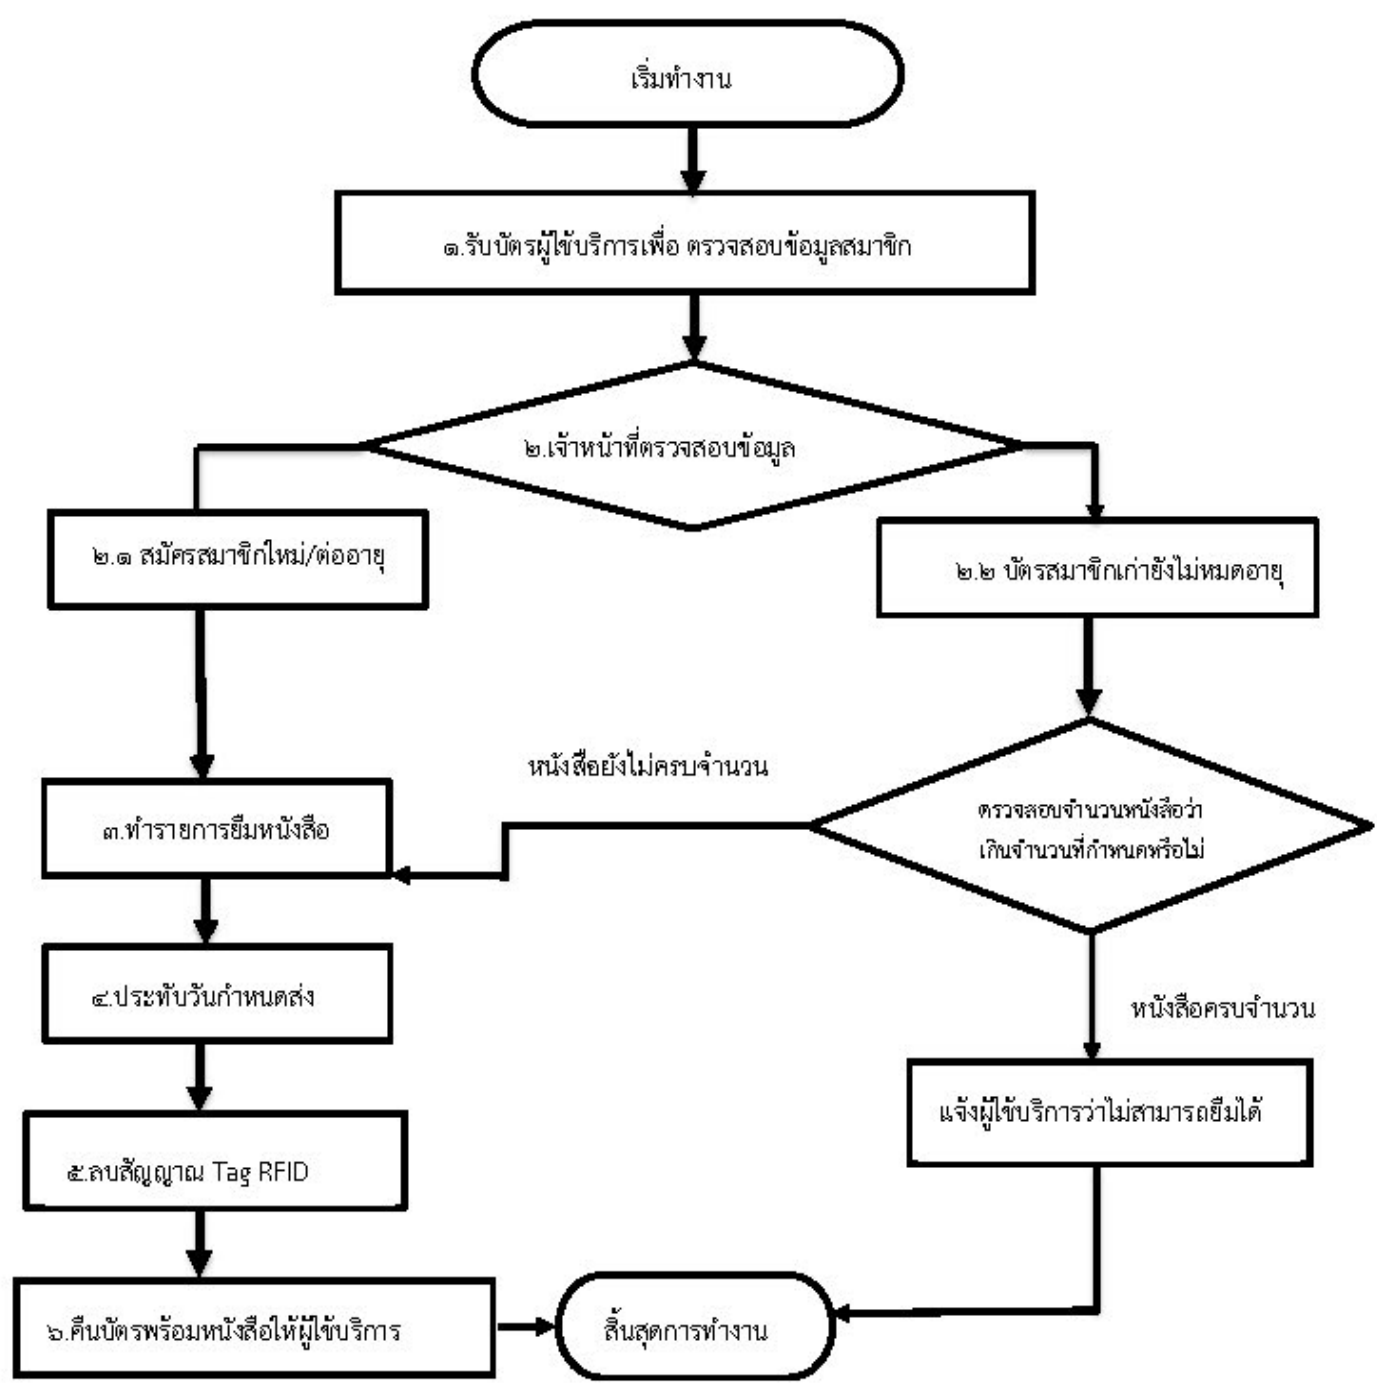 เริ่มทำงาน
๑.รับบัตรผู้ใช้บริการเพื่อ ตรวจสอบข้อมูลสมาชิก
๒.เจ้าหน้าที่ตรวจสอบข้อมูล
๒.๑ สมัครสมาชิกใหม่/ต่ออายุ
๒.๒ บัตรสมาชิกเก่ายังไม่หมดอายุ
หนังสือยังไม่ครบจำนวน
ตรวจสอบจำนวนหนังสือว่า
เกินจำนวนที่กำหนดหรือไม่
๓.ทำรายการยืมหนังสือ
๔.ประทับวันกำหนดส่ง
หนังสือครบจำนวน
แจ้งผู้ใช้บริการว่าไม่สามารถยืมได้
๕.ลบสัญญาณ Tag RFID
๖.คืนบัตรพร้อมหนังสือให้ผู้ใช้บริการ
สิ้นสุดการทำงาน